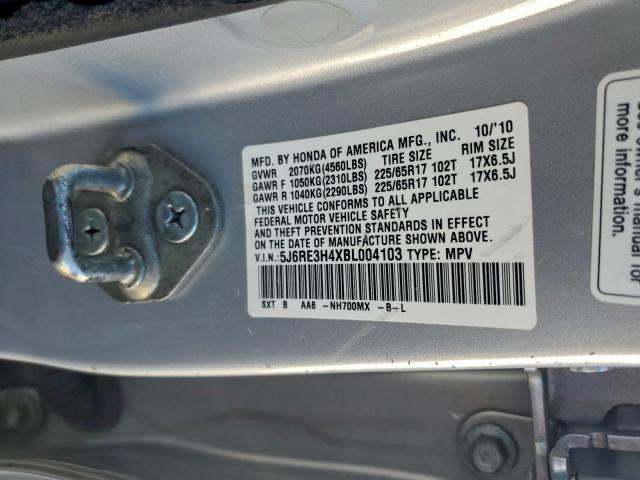 MFD. BY HONDA OF AMERICA MFG., INC. 10/'10
GVWR 2070KG(4560LBS) TIRE SIZE RIM SIZE
GAWR F 1050KG(2310LBS) 225/65R17 102T 17X6.5J
GAWR R 1040KG(2290LBS) 225/65R17 102T 17X6.5J
THIS VEHICLE CONFORMS TO ALL APPLICABLE
FEDERAL MOTOR VEHICLE SAFETY
AND THEFT PREVENTION STANDARDS IN EFFECT
ON THE DATE OF MANUFACTURE SHOWN ABOVE.
V.I.N.: 5J6RE3H4XBL004103 TYPE: MPV
SXT B AA6 -NH700MX -B-L
owner's manual for
more information.